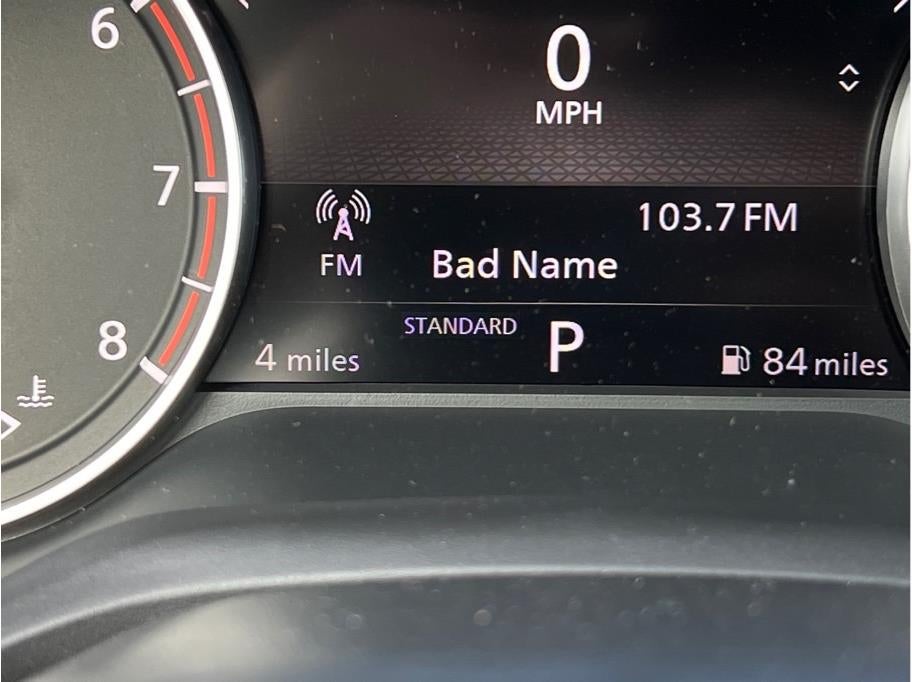 6
7
8
0
MPH
103.7 FM
FM
Bad Name
STANDARD
P
4 miles
84 miles